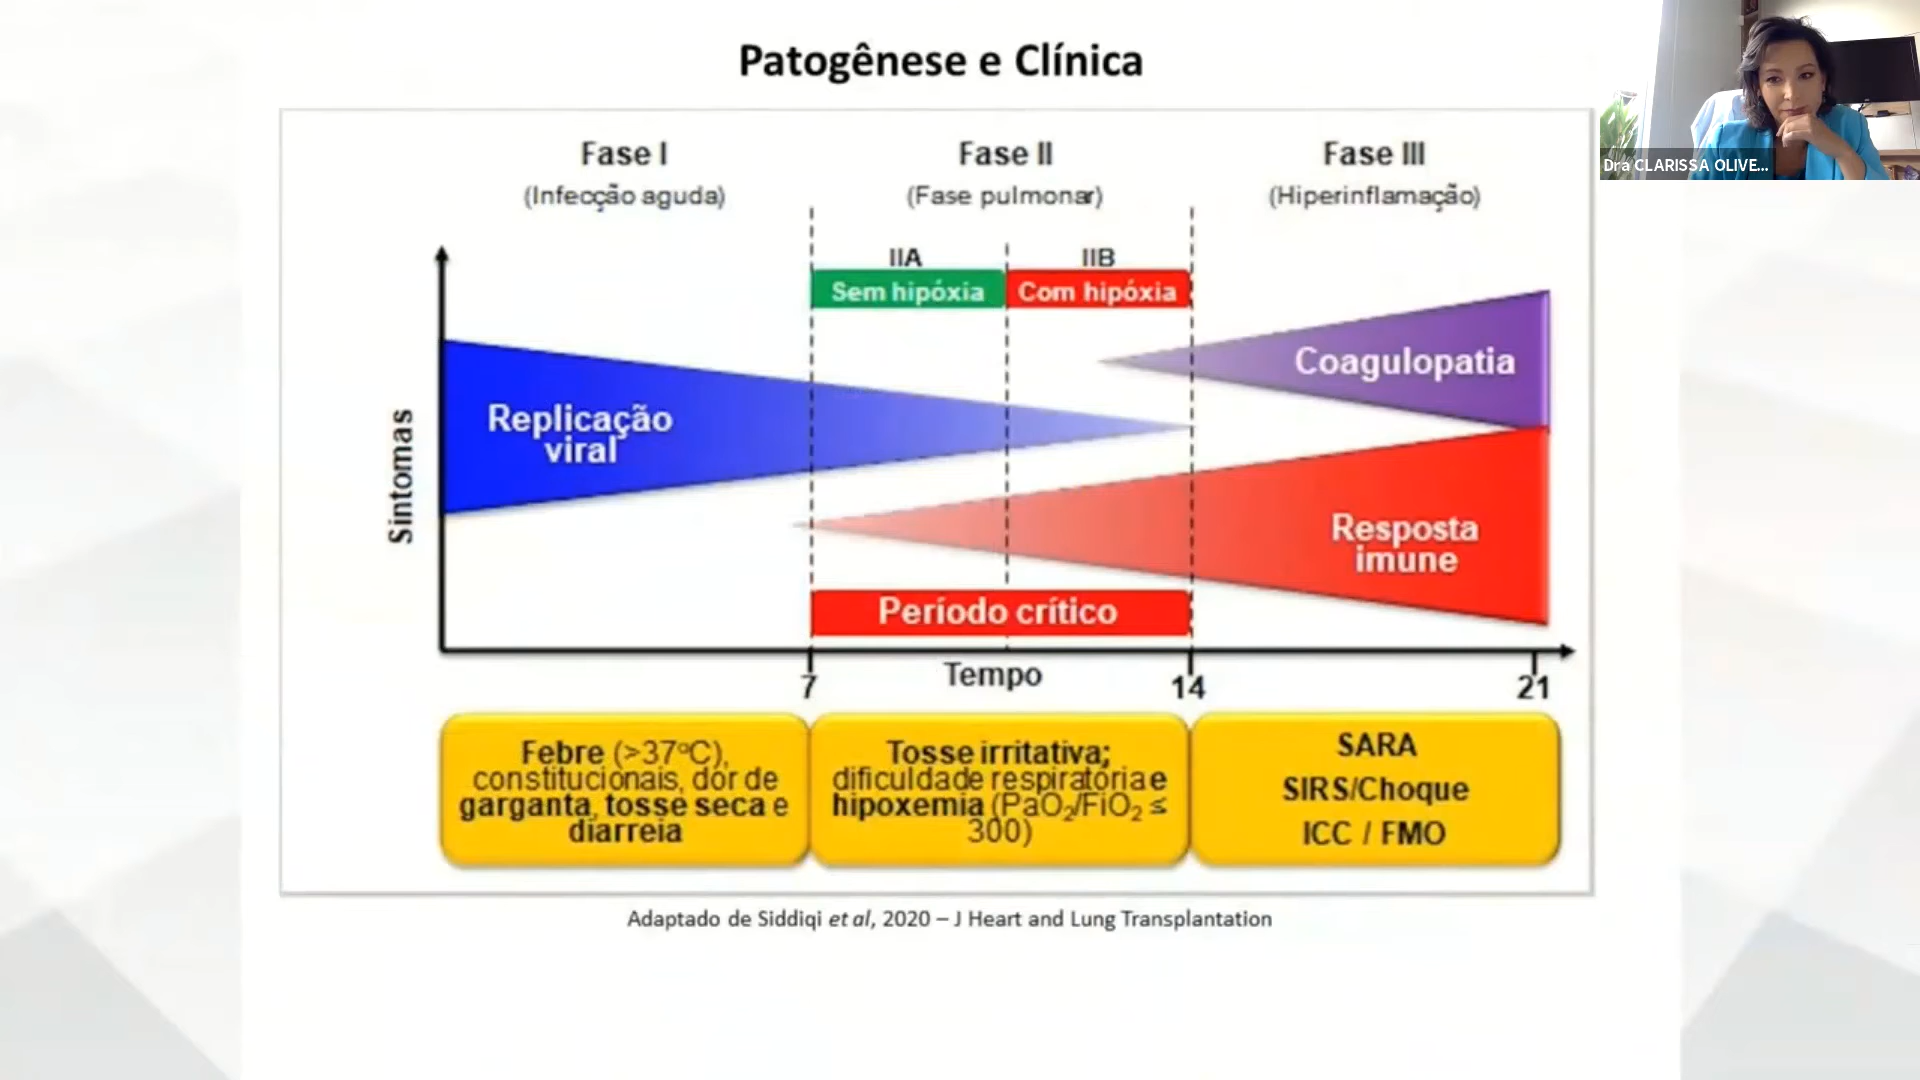 Patogênese e Clínica
Dra CLARISSA OLIVE...
Fase I
(Infecção aguda)
Fase II
(Fase pulmonar)
Fase III
(Hiperinflamação)
IIA
IIB
Sem hipóxia
Com hipóxia
Coagulopatia
Replicação
viral
Sintomas
Resposta
imune
Período crítico
Tempo
7
14
21
Febre (>37ºC),
constitucionais, dor de
garganta, tosse seca e
diarreia
Tosse irritativa;
dificuldade respiratória e
hipoxemia (PaO₂/FiO₂ ≤
300)
SARA
SIRS/Choque
ICC / FMO
Adaptado de Siddiqi et al, 2020 – J Heart and Lung Transplantation